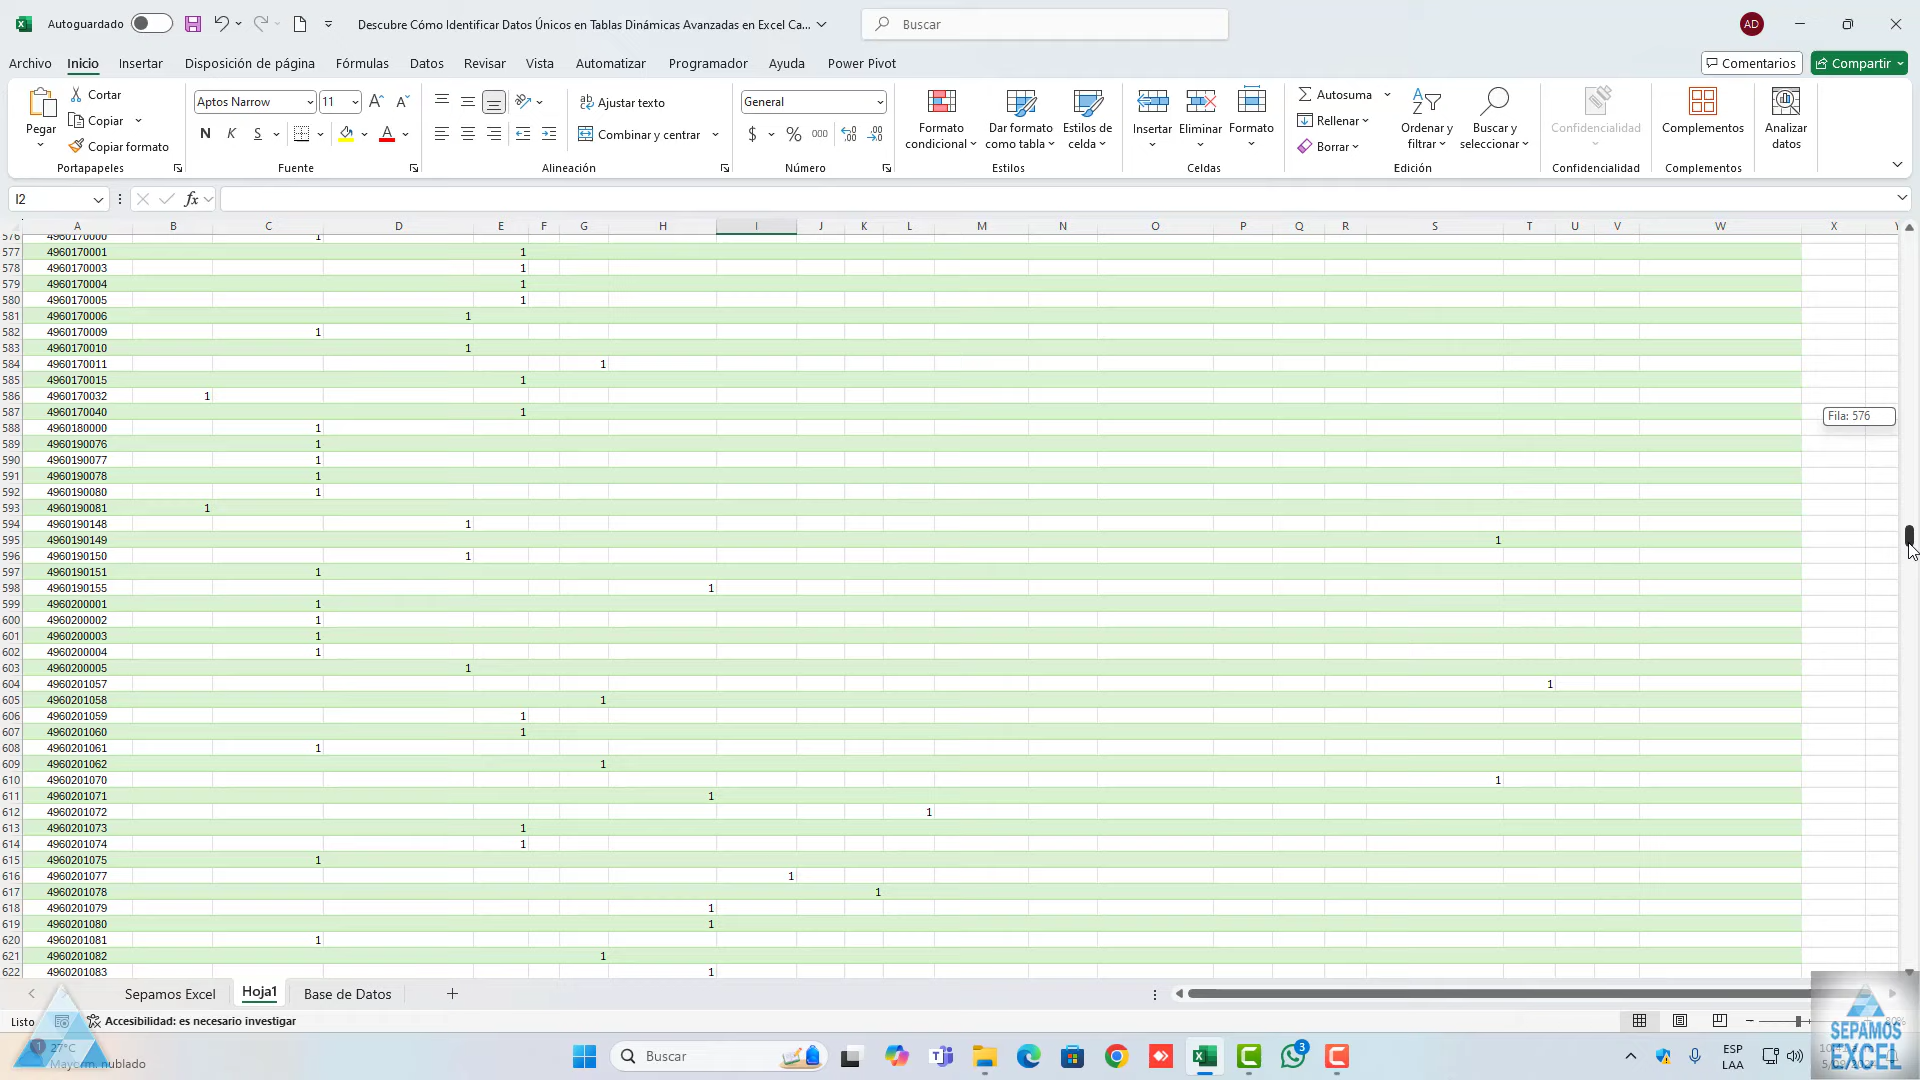 Autoguardado
Descubre Cómo Identificar Datos Únicos en Tablas Dinámicas Avanzadas en Excel Ca...
Buscar
AD
Archivo Inicio Insertar Disposición de página Fórmulas Datos Revisar Vista Automatizar Programador Ayuda Power Pivot Comentarios Compartir
Pegar
Cortar
Copiar
Copiar formato
Portapapeles
Aptos Narrow 11
N K S
Fuente
Ajustar texto
Combinar y centrar
Alineación
General
$ % 000
Número
Formato condicional
Dar formato como tabla
Estilos de celda
Estilos
Insertar
Eliminar
Formato
Celdas
Autosuma
Rellenar
Borrar
Ordenar y filtrar
Buscar y seleccionar
Edición
Confidencialidad
Confidencialidad
Complementos
Complementos
Analizar datos
I2
fx
A B C D E F G H I J K L M N O P Q R S T U V W X Y
576 4960170000 1
577 4960170001 1
578 4960170003 1
579 4960170004 1
580 4960170005 1
581 4960170006 1
582 4960170009 1
583 4960170010 1
584 4960170011 1
585 4960170015 1
586 4960170032 1
587 4960170040 1
588 4960180000 1
589 4960190076 1
590 4960190077 1
591 4960190078 1
592 4960190080 1
593 4960190081 1
594 4960190148 1
595 4960190149 1
596 4960190150 1
597 4960190151 1
598 4960190155 1
599 4960200001 1
600 4960200002 1
601 4960200003 1
602 4960200004 1
603 4960200005 1
604 4960201057 1
605 4960201058 1
606 4960201059 1
607 4960201060 1
608 4960201061 1
609 4960201062 1
610 4960201070 1
611 4960201071 1
612 4960201072 1
613 4960201073 1
614 4960201074 1
615 4960201075 1
616 4960201077 1
617 4960201078 1
618 4960201079 1
619 4960201080 1
620 4960201081 1
621 4960201082 1
622 4960201083 1
Fila: 576
Sepamos Excel Hoja1 Base de Datos
Listo
Accesibilidad: es necesario investigar
1
27°C
Mayorm. nublado
Buscar
3
ESP
LAA
SEPAMOS
EXCEL